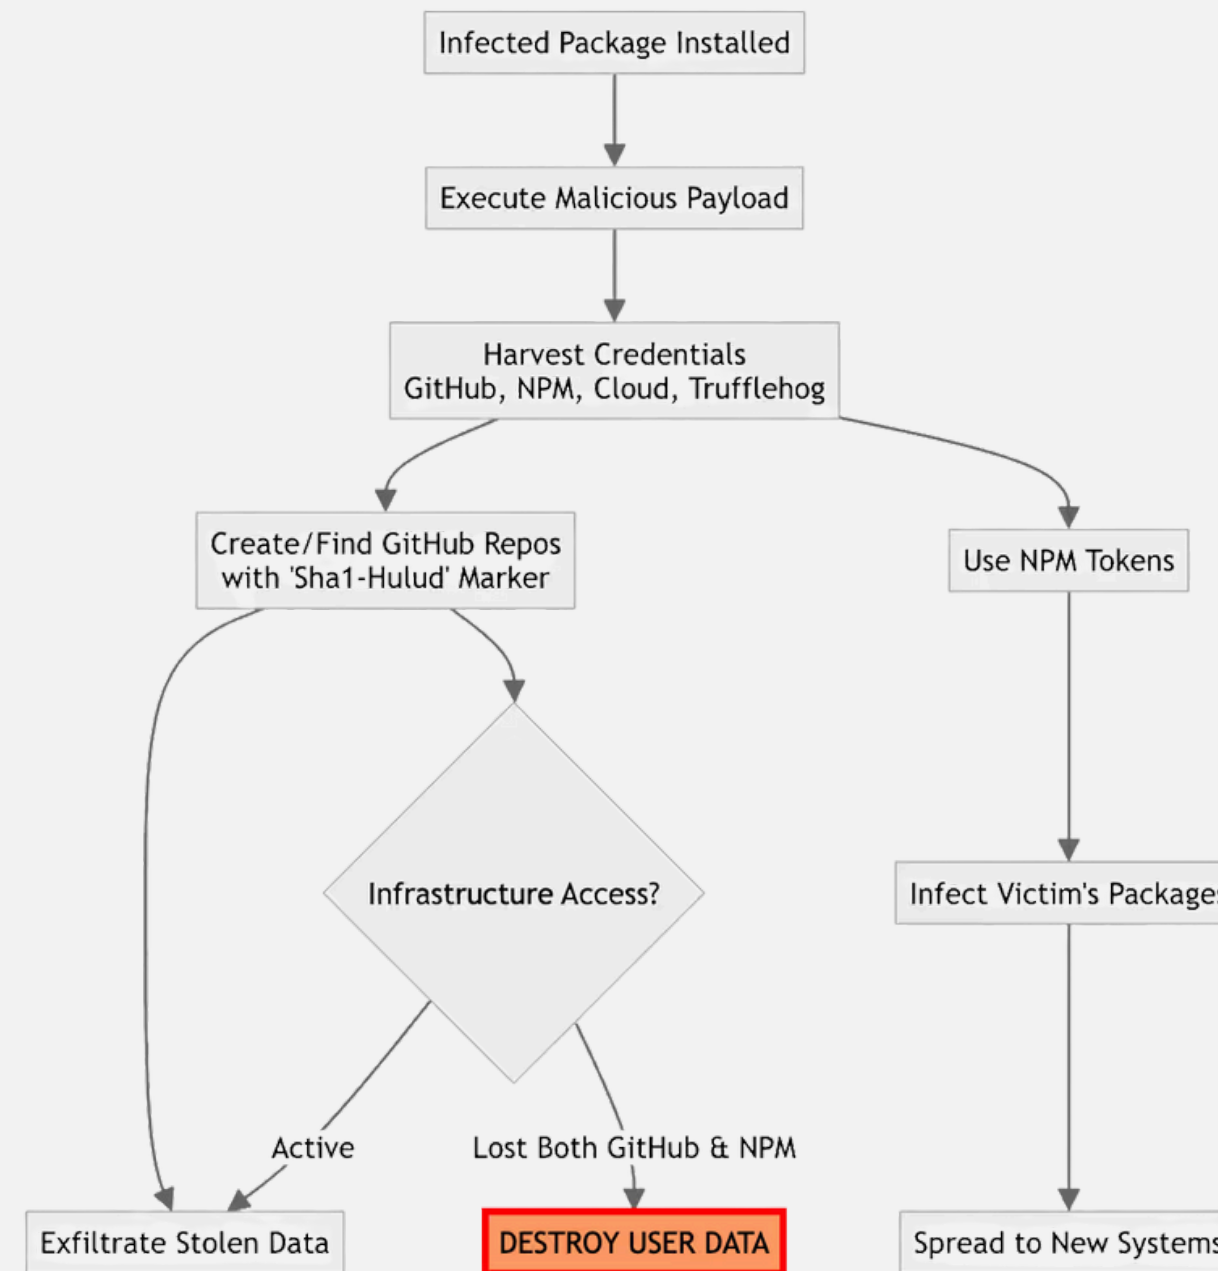 Infected Package Installed
Execute Malicious Payload
Harvest Credentials
GitHub, NPM, Cloud, Trufflehog
Create/Find GitHub Repos
with 'Sha1-Hulud' Marker
Use NPM Tokens
Infrastructure Access?
Infect Victim's Packages
Active
Lost Both GitHub & NPM
Exfiltrate Stolen Data
DESTROY USER DATA
Spread to New Systems